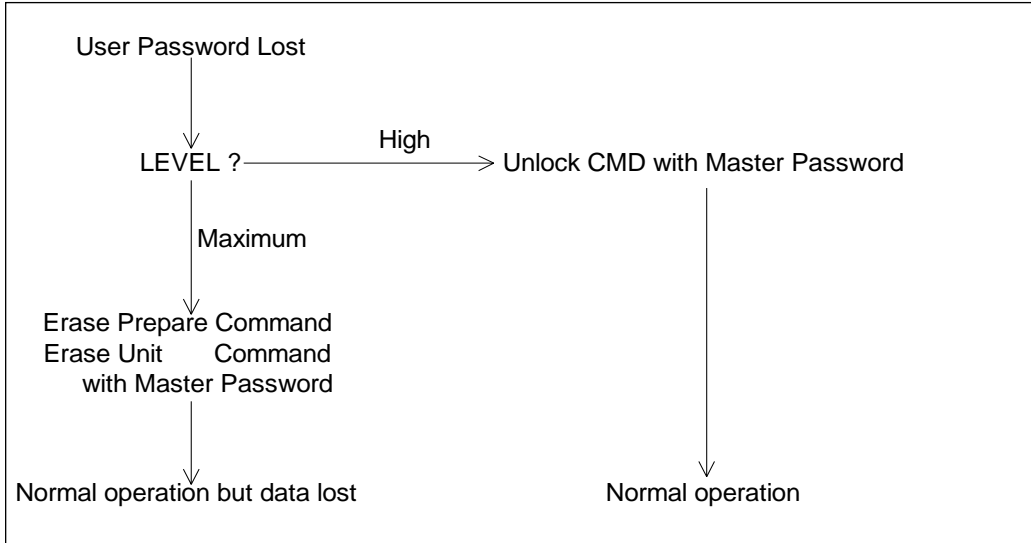 User Password Lost
High
LEVEL ?
Unlock CMD with Master Password
Maximum
Erase Prepare Command
Erase Unit Command
with Master Password
Normal operation but data lost
Normal operation